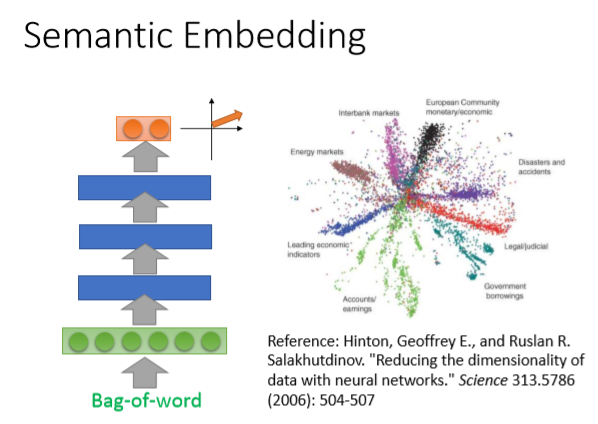 Semantic Embedding
European Community
monetary/economic
Interbank markets
Energy markets
Disasters and
accidents
Leading economic
indicators
Legal/judicial
Government
borrowings
Accounts/
earnings
Bag-of-word
Reference: Hinton, Geoffrey E., and Ruslan R.
Salakhutdinov. "Reducing the dimensionality of
data with neural networks." Science 313.5786
(2006): 504-507